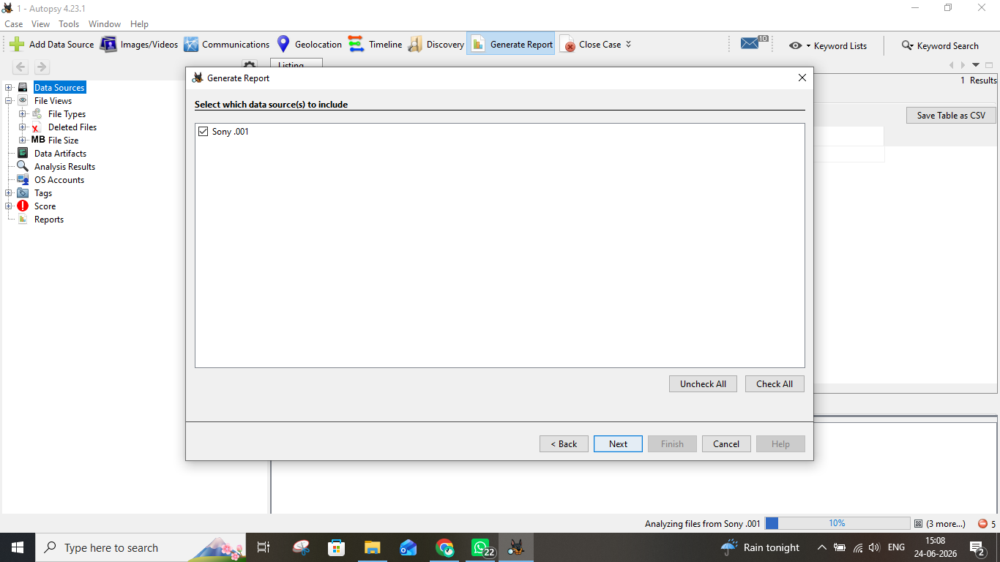 1 - Autopsy 4.23.1
Case View Tools Window Help
Add Data Source Images/Videos Communications Geolocation Timeline Discovery Generate Report Close Case 10 Keyword Lists Keyword Search
Listing
1 Results
Save Table as CSV
Data Sources
File Views
File Types
Deleted Files
MB File Size
Data Artifacts
Analysis Results
OS Accounts
Tags
Score
Reports
Generate Report
Select which data source(s) to include
Sony .001
Uncheck All Check All
< Back Next Finish Cancel Help
Analyzing files from Sony .001 10% (3 more...) 5
Type here to search 22 Rain tonight ENG 15:08
24-06-2026 2